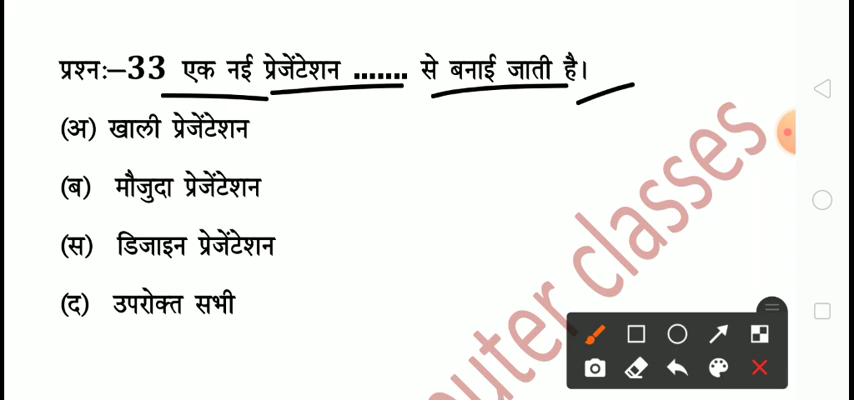 प्रश्नः–33 एक नई प्रेजेंटेशन ....... से बनाई जाती है।
(अ) खाली प्रेजेंटेशन
(ब) मौजुदा प्रेजेंटेशन
(स) डिजाइन प्रेजेंटेशन
(द) उपरोक्त सभी
uter classes